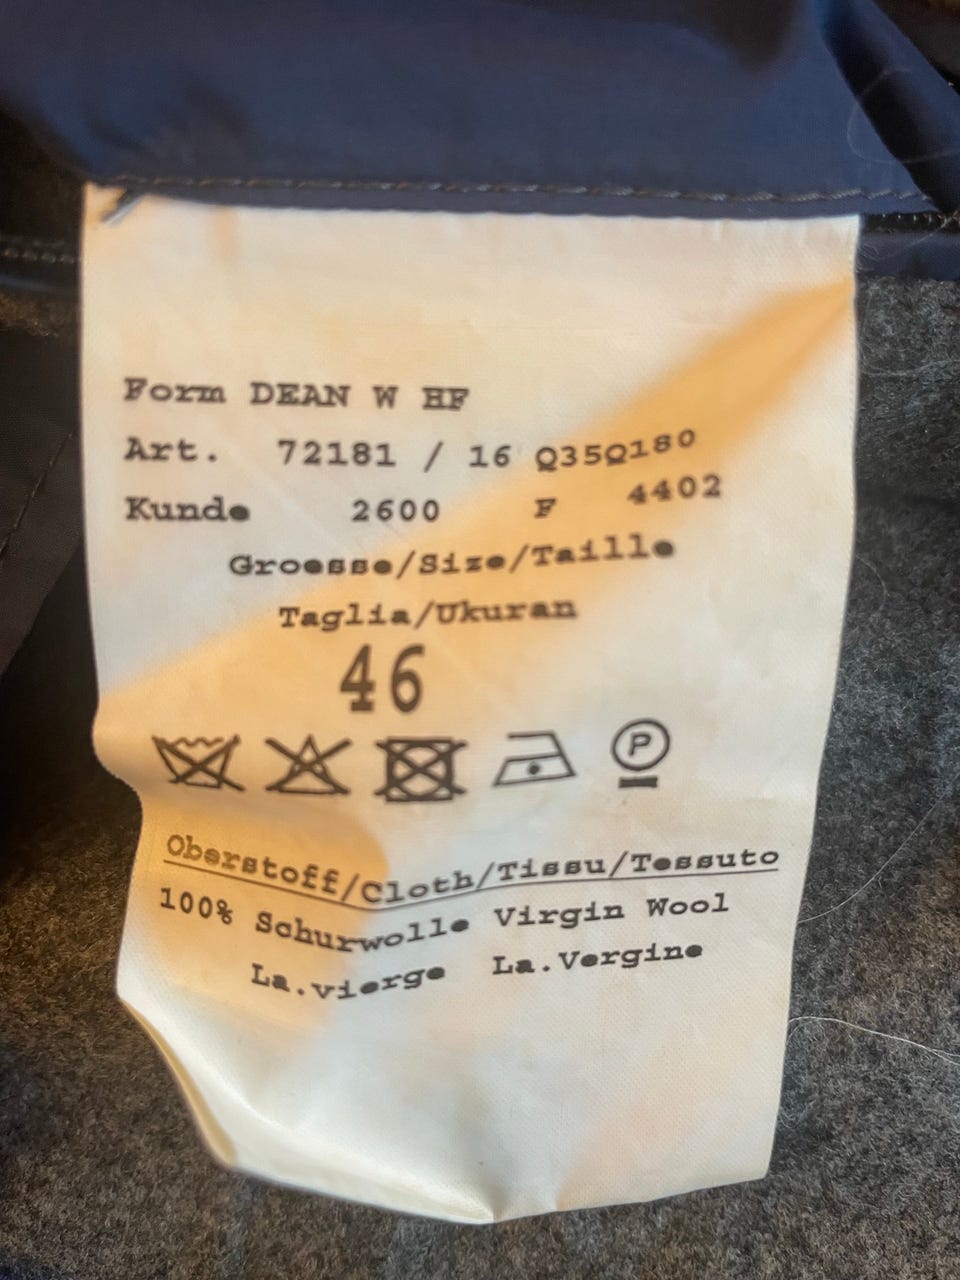 Form DEAN W HF
Art. 72181 / 16 Q35Q180
Kunde 2600 F 4402
Groesse/Size/Taille
Taglia/Ukuran
46
P
Oberstoff/Cloth/Tissu/Tessuto
100% Schurwolle Virgin Wool
La.vierge La.Vergine